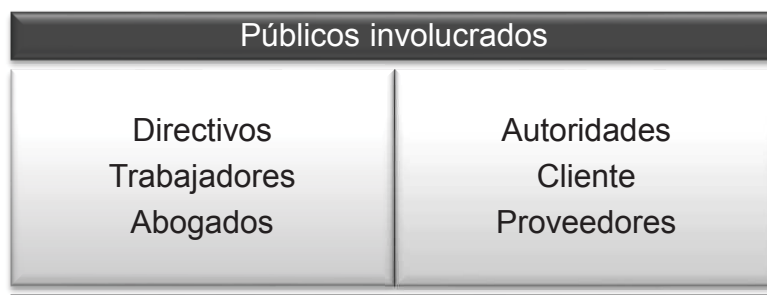 Públicos involucrados
Directivos
Trabajadores
Abogados
Autoridades
Cliente
Proveedores